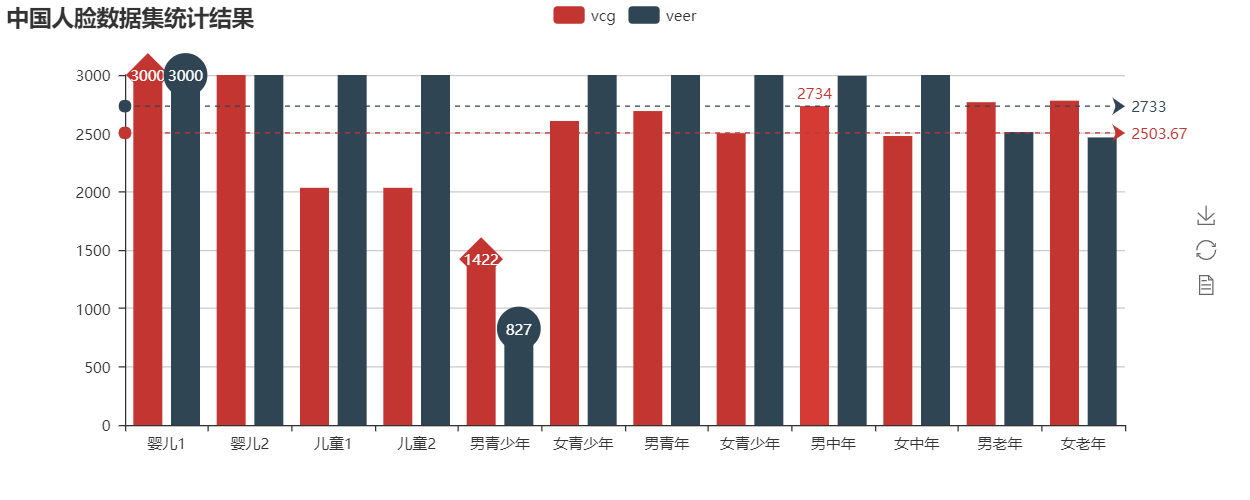 中国人脸数据集统计结果
vcg
veer
3000
2500
2000
1500
1000
500
0
3000
3000
1422
827
2734
2733
2503.67
婴儿1
婴儿2
儿童1
儿童2
男青少年
女青少年
男青年
女青少年
男中年
女中年
男老年
女老年